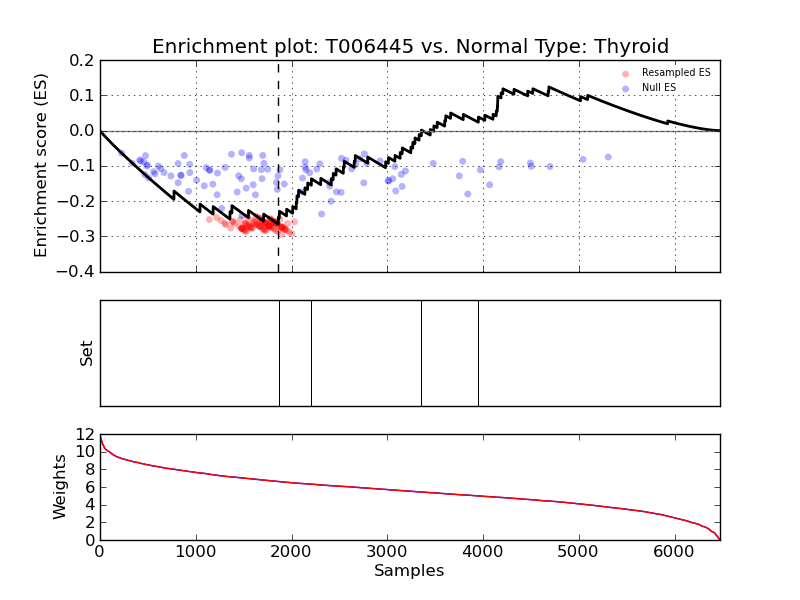 Enrichment plot: T006445 vs. Normal Type: Thyroid
Enrichment score (ES)
0.2
0.1
0.0
−0.1
−0.2
−0.3
−0.4
Resampled ES
Null ES
Set
Weights
12
10
8
6
4
2
0
0 1000 2000 3000 4000 5000 6000
Samples